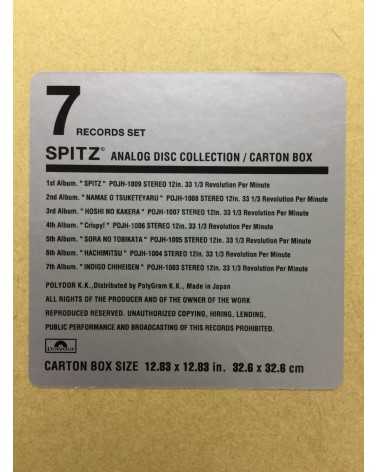 7 RECORDS SET
SPITZ© ANALOG DISC COLLECTION / CARTON BOX
1st Album. "SPITZ" POJH-1009 STEREO 12in. 33 1/3 Revolution Per Minute
2nd Album. "NAMAE O TSUKETEYARU" POJH-1008 STEREO 12in. 33 1/3 Revolution Per Minute
3rd Album. "HOSHI NO KAKERA" POJH-1007 STEREO 12in. 33 1/3 Revolution Per Minute
4th Album. "Crispy!" POJH-1006 STEREO 12in. 33 1/3 Revolution Per Minute
5th Album. "SORA NO TOBIKATA" POJH-1005 STEREO 12in. 33 1/3 Revolution Per Minute
6th Album. "HACHIMITSU" POJH-1004 STEREO 12in. 33 1/3 Revolution Per Minute
7th Album. "INDIGO CHIHEISEN" POJH-1003 STEREO 12in. 33 1/3 Revolution Per Minute
POLYDOR K.K., Distributed by PolyGram K.K., Made in Japan
ALL RIGHTS OF THE PRODUCER AND OF THE OWNER OF THE WORK
REPRODUCED RESERVED. UNAUTHORIZED COPYING, HIRING, LENDING,
PUBLIC PERFORMANCE AND BROADCASTING OF THIS RECORDS PROHIBITED.
Polydor
CARTON BOX SIZE 12.83 x 12.83 in. 32.6 x 32.6 cm